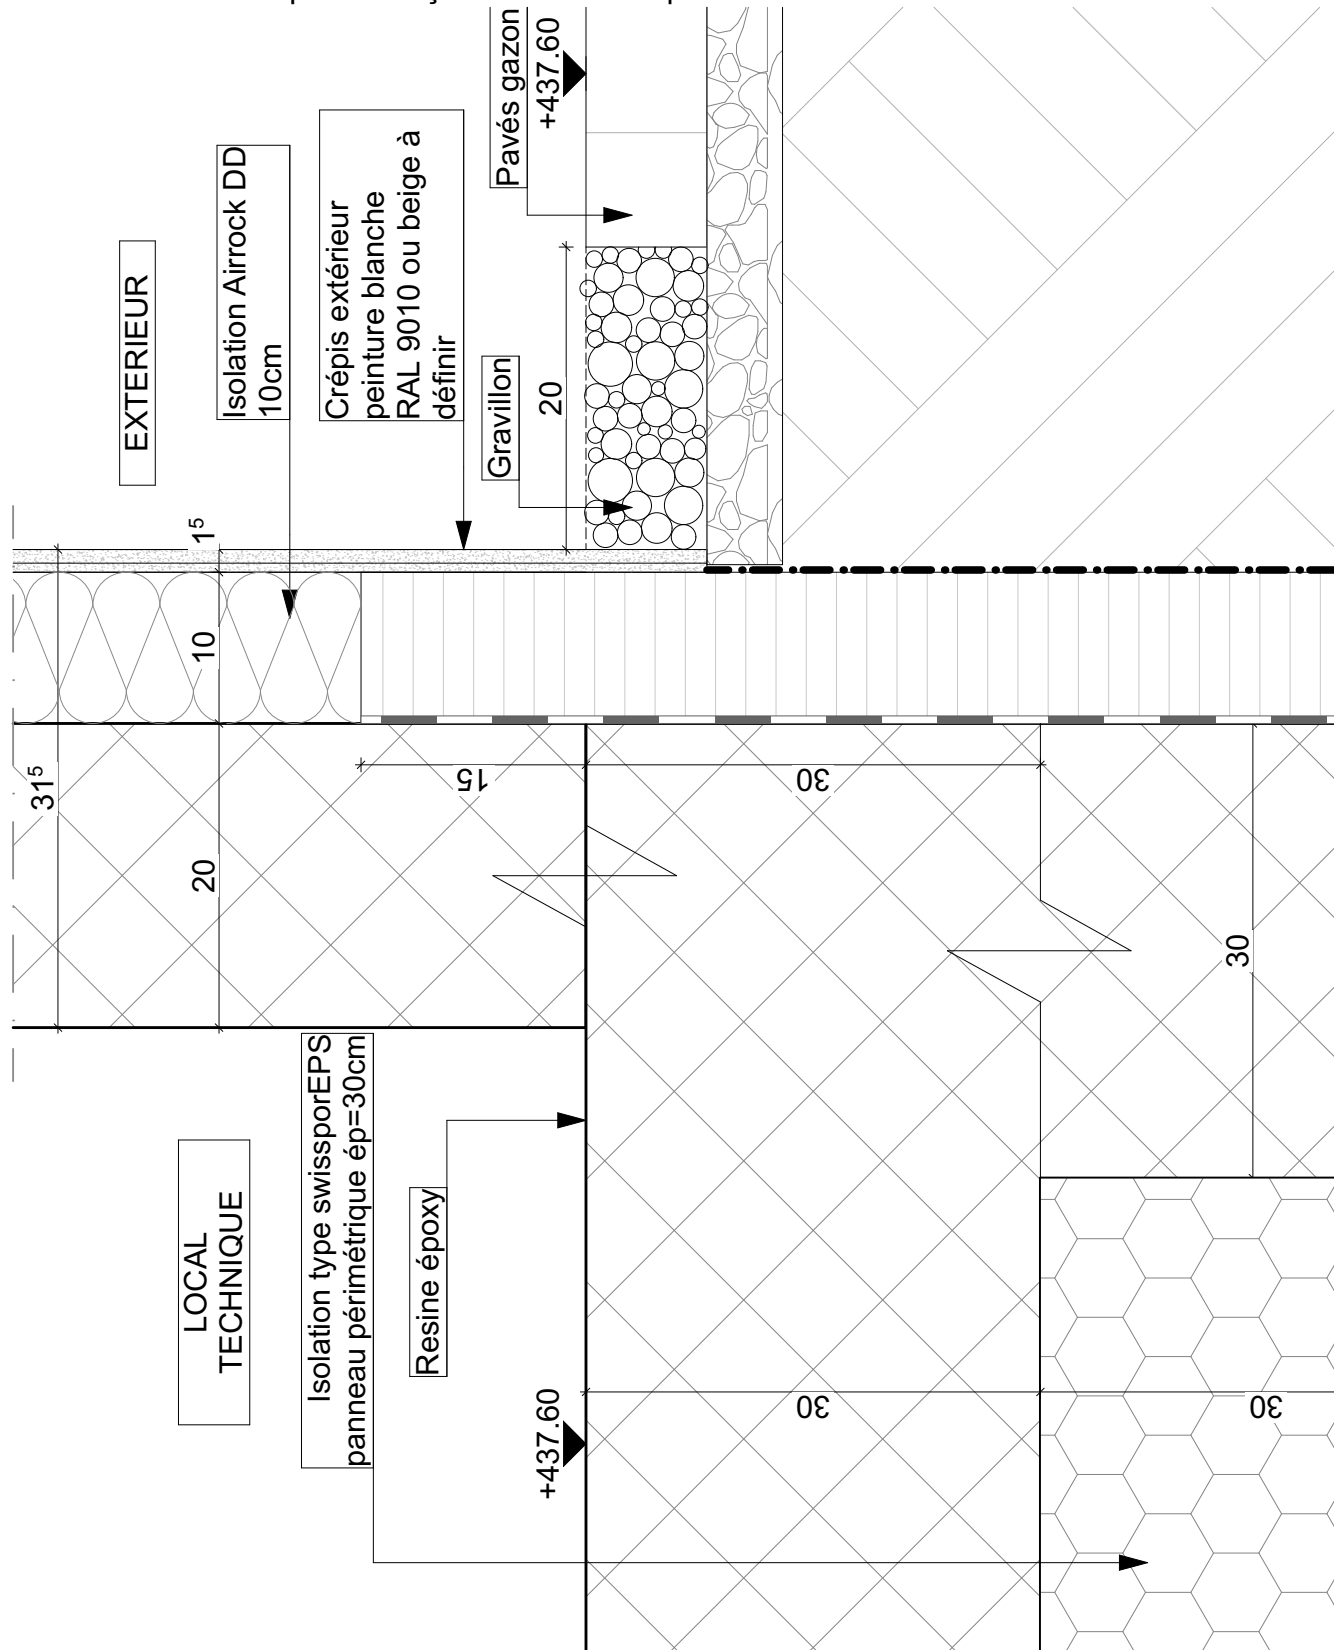 EXTERIEUR
Isolation Airrock DD
10cm
Crépis extérieur
peinture blanche
RAL 9010 ou beige à
définir
Gravillon
Pavés gazon
+437.60
20
1⁵
10
20
31⁵
15
30
30
LOCAL
TECHNIQUE
Isolation type swissporEPS
panneau périmétrique ép=30cm
Resine époxy
+437.60
30
30